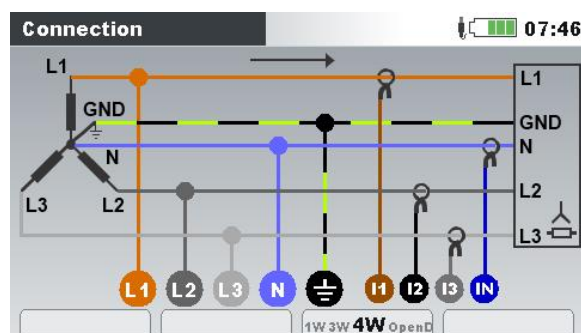 Connection 07:46
L1 L1
GND GND
N N
L3 L2 L2
L3
L1 L2 L3 N I1 I2 I3 IN
1W 3W 4W OpenD